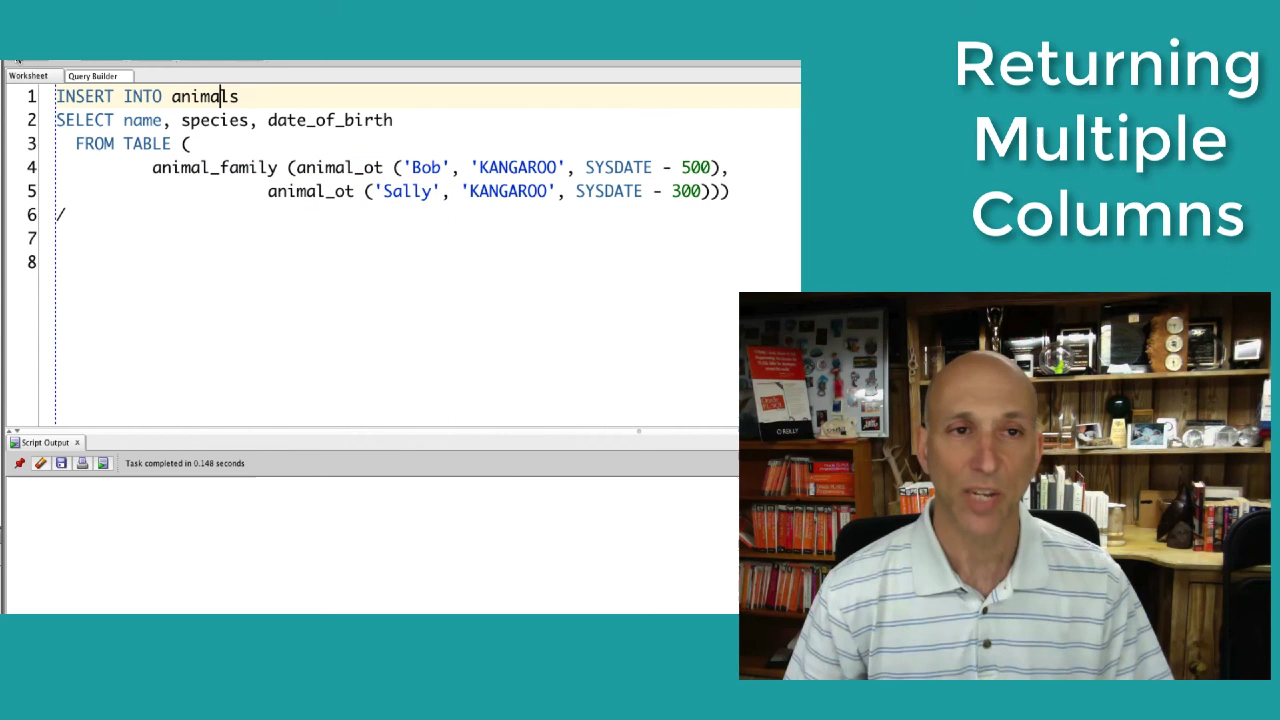 Returning
Multiple
Columns
Worksheet Query Builder
1 INSERT INTO animals
2 SELECT name, species, date_of_birth
3 FROM TABLE (
4 animal_family (animal_ot ('Bob', 'KANGAROO', SYSDATE - 500),
5 animal_ot ('Sally', 'KANGAROO', SYSDATE - 300)))
6 /
7
8
Script Output x
Task completed in 0.148 seconds
O'REILLY